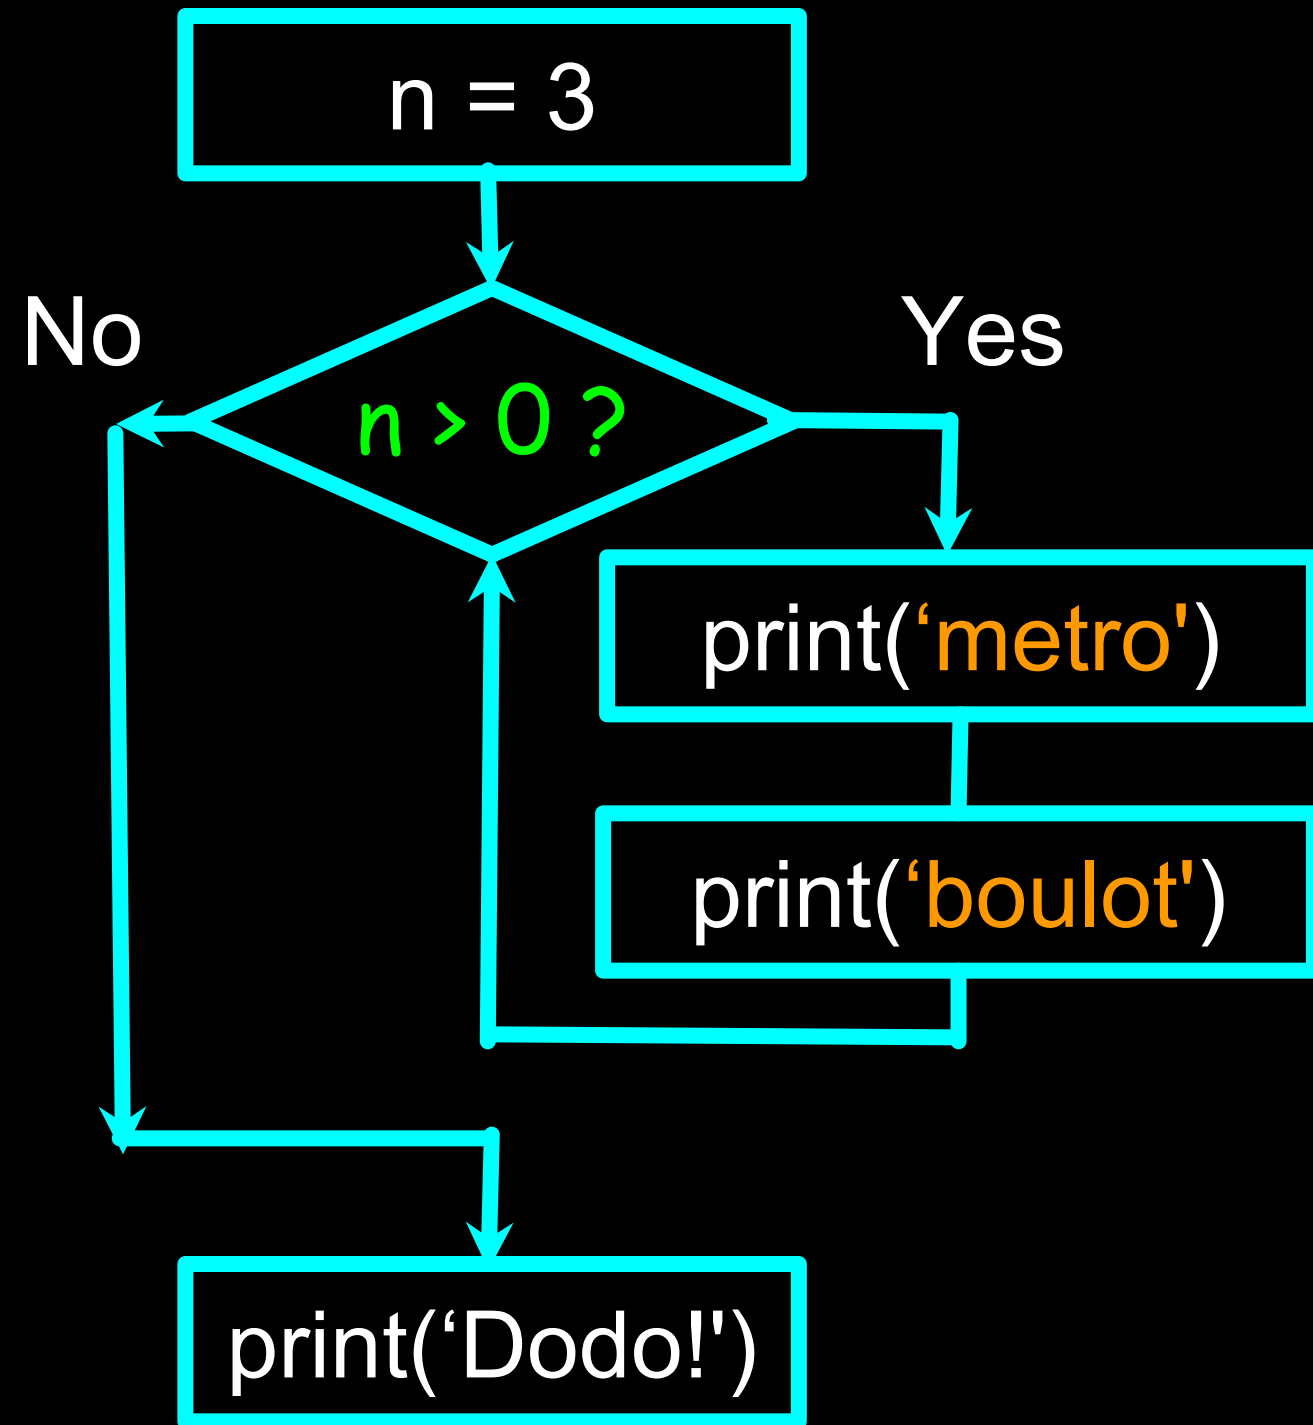 n = 3
No
Yes
n > 0 ?
print(‘metro')
print(‘boulot')
print(‘Dodo!')